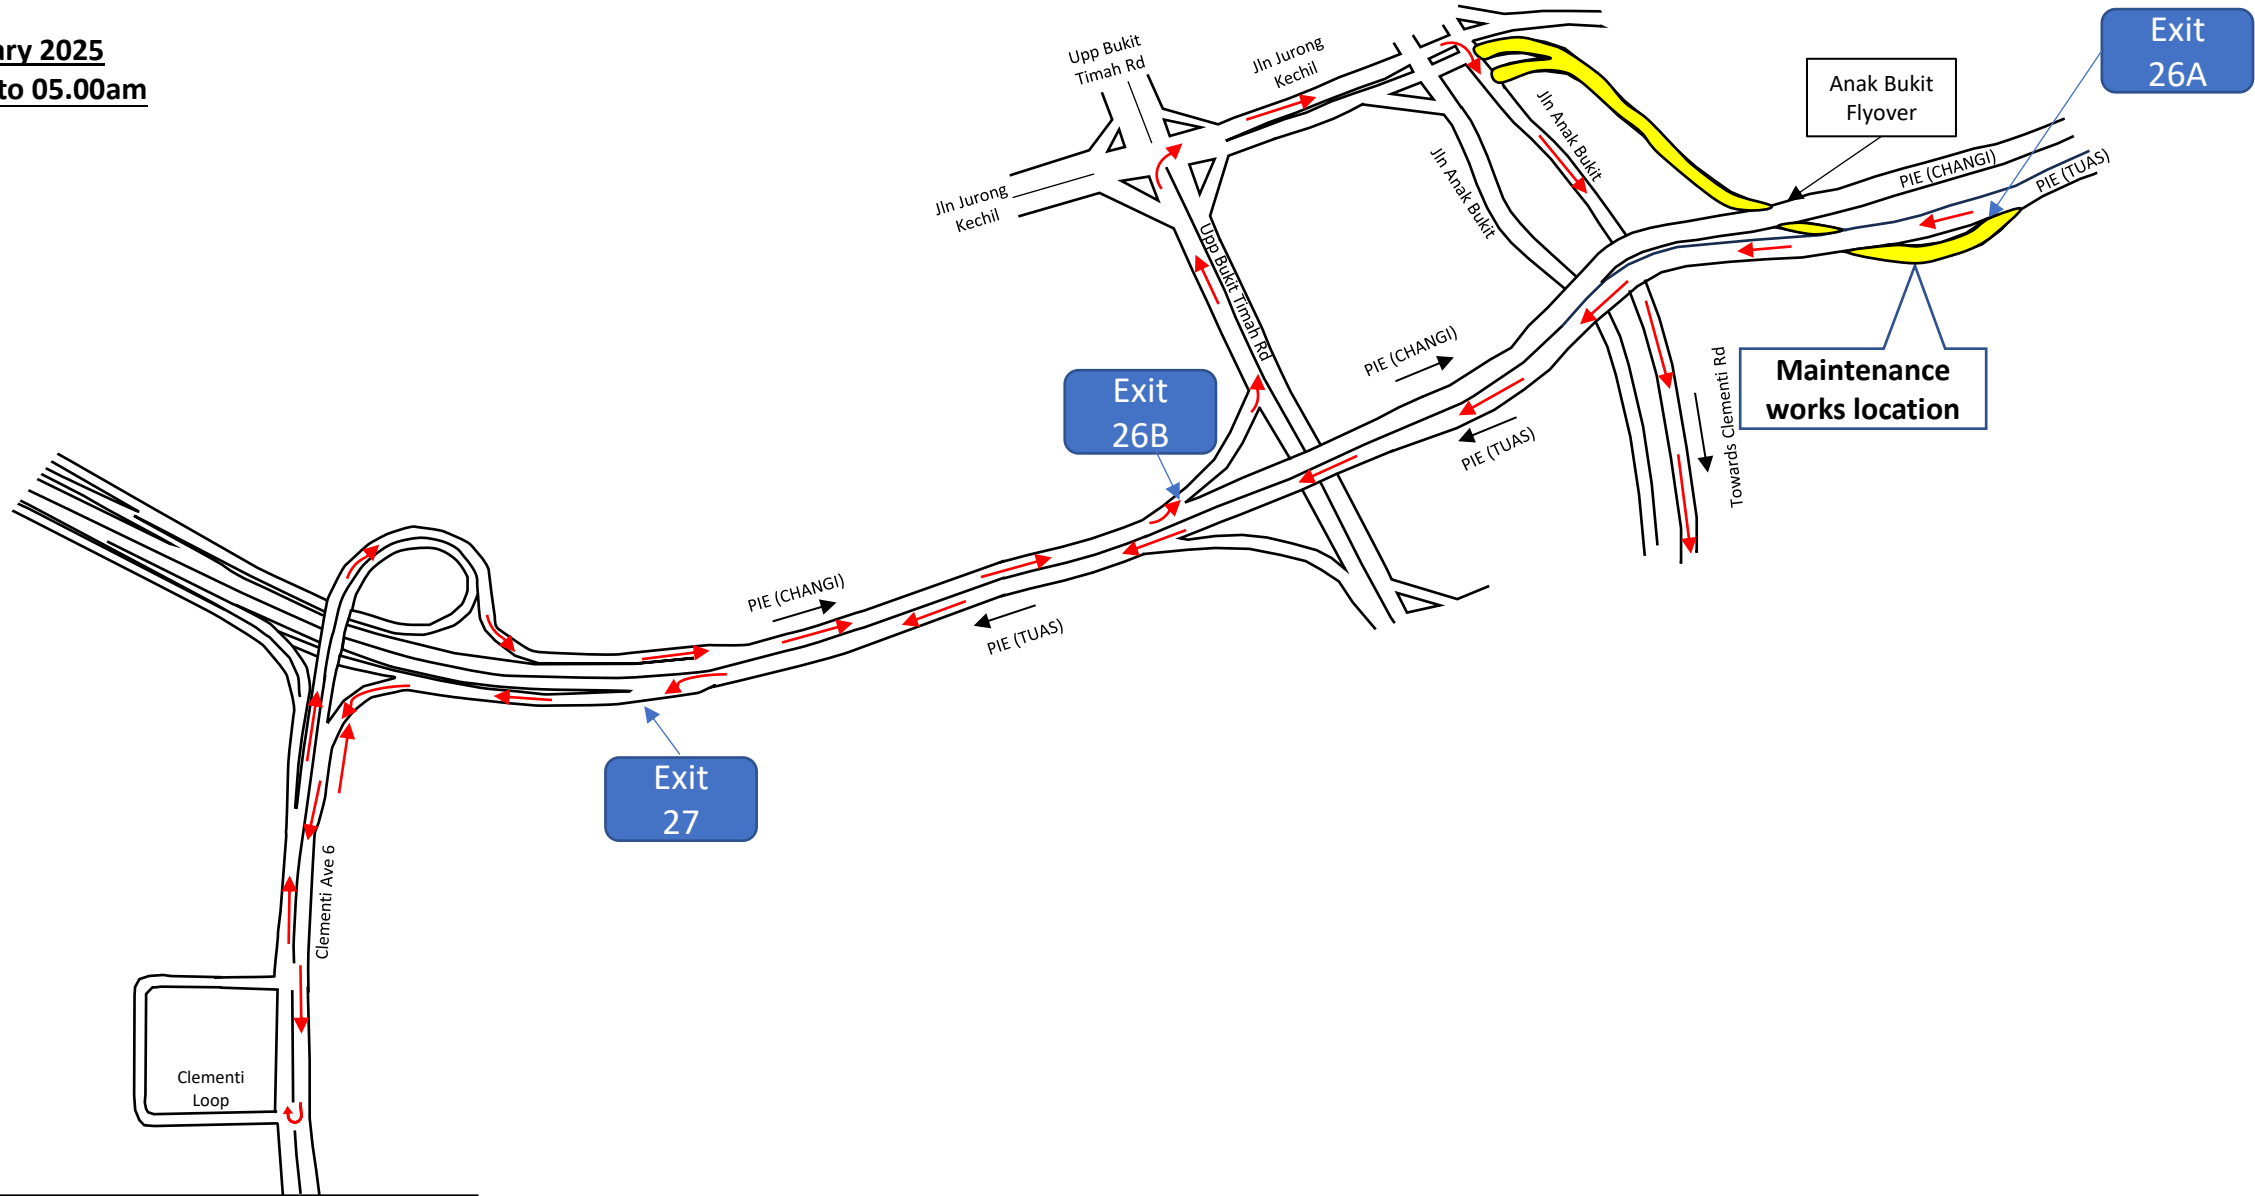 ary 2025
to 05.00am
Upp Bukit
Timah Rd
Jln Jurong
Kechil
Exit
26A
Anak Bukit
Flyover
Jln Anak Bukit
Jln Anak Bukit
PIE (CHANGI)
PIE (TUAS)
Jln Jurong
Kechil
Upp Bukit Timah Rd
PIE (CHANGI)
PIE (TUAS)
Towards Clementi Rd
Maintenance
works location
Exit
26B
PIE (CHANGI)
PIE (TUAS)
Exit
27
Clementi Ave 6
Clementi
Loop